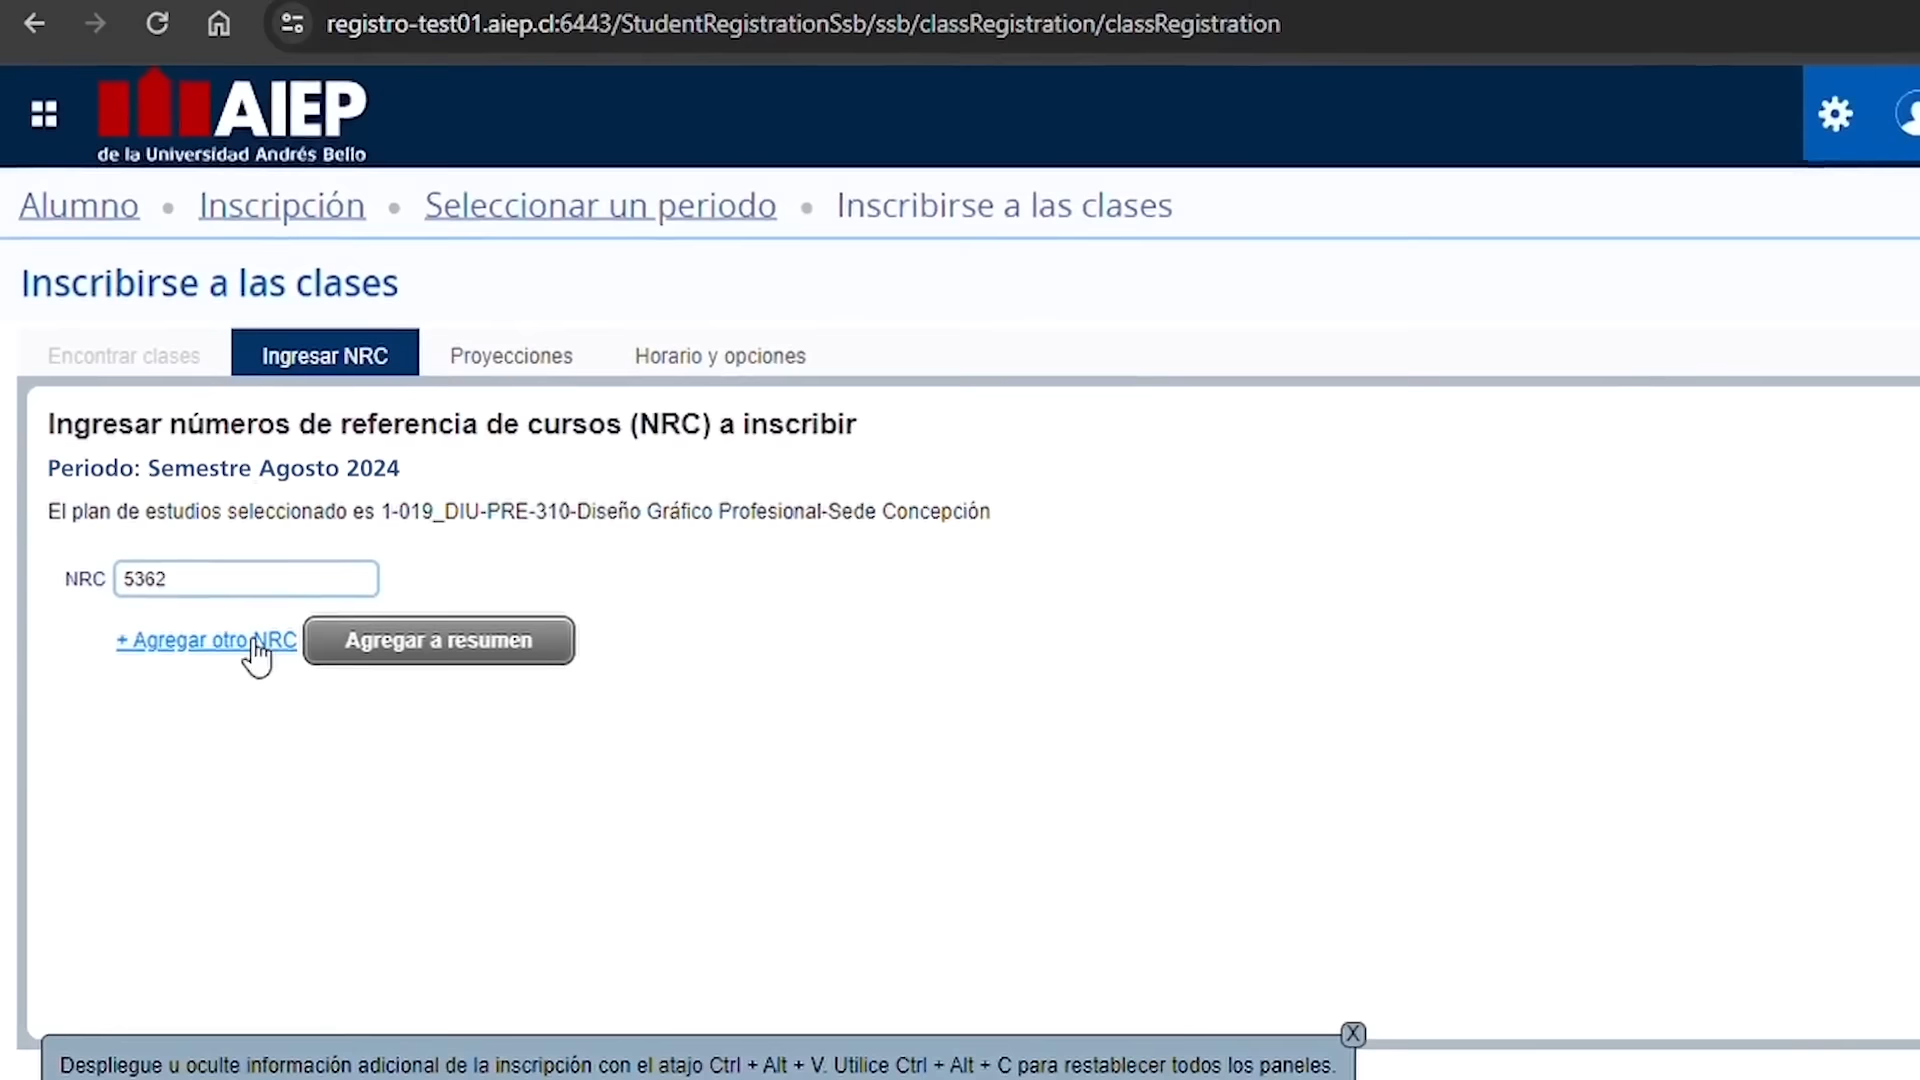 registro-test01.aiep.cl:6443/StudentRegistrationSsb/ssb/classRegistration/classRegistration
AIEP
de la Universidad Andrés Bello
Alumno • Inscripción • Seleccionar un periodo • Inscribirse a las clases
Inscribirse a las clases
Encontrar clases Ingresar NRC Proyecciones Horario y opciones
Ingresar números de referencia de cursos (NRC) a inscribir
Periodo: Semestre Agosto 2024
El plan de estudios seleccionado es 1-019_DIU-PRE-310-Diseño Gráfico Profesional-Sede Concepción
NRC 5362
+ Agregar otro NRC Agregar a resumen
X
Despliegue u oculte información adicional de la inscripción con el atajo Ctrl + Alt + V. Utilice Ctrl + Alt + C para restablecer todos los paneles.